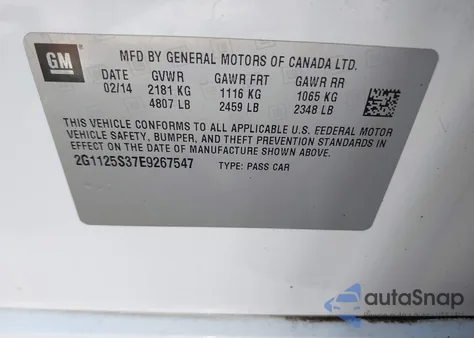 GM
MFD BY GENERAL MOTORS OF CANADA LTD.
02/14 GVWR GAWR FRT GAWR RR
2181 KG 1116 KG 1065 KG
4807 LB 2459 LB 2348 LB
THIS VEHICLE CONFORMS TO ALL APPLICABLE U.S. FEDERAL MOTOR
VEHICLE SAFETY, BUMPER, AND THEFT PREVENTION STANDARDS IN
EFFECT ON THE DATE OF MANUFACTURE SHOWN ABOVE.
2G1125S37E9267547 TYPE: PASS CAR
autoSnap